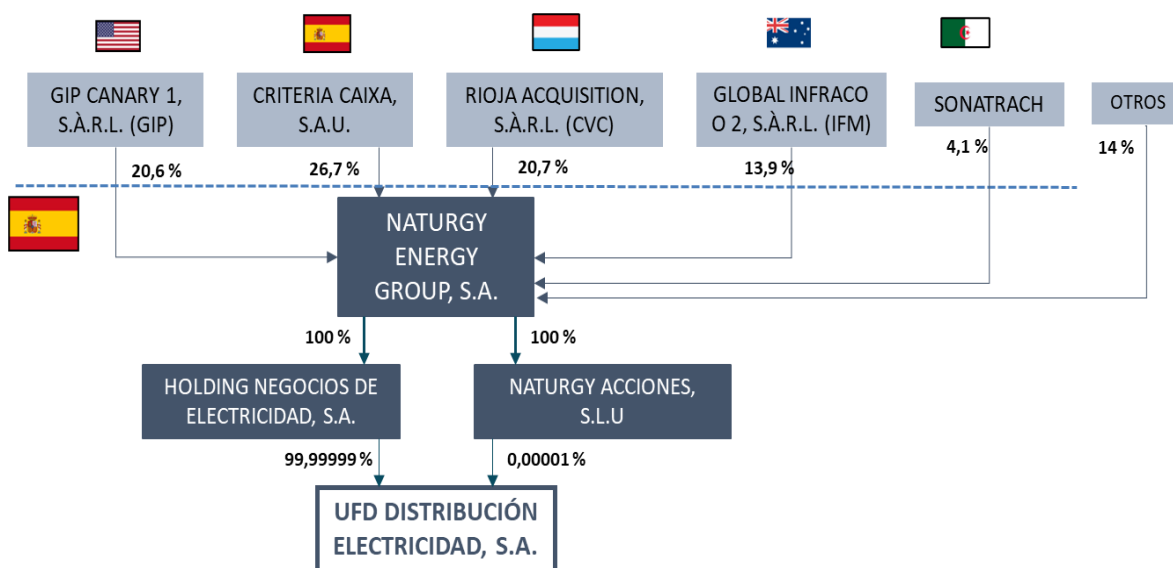 GIP CANARY 1,
S.À.R.L. (GIP)
CRITERIA CAIXA,
S.A.U.
RIOJA ACQUISITION,
S.À.R.L. (CVC)
GLOBAL INFRACO
O 2, S.À.R.L. (IFM)
SONATRACH
OTROS
20,6 %
26,7 %
20,7 %
13,9 %
4,1 %
14 %
NATURGY
ENERGY
GROUP, S.A.
100 %
100 %
HOLDING NEGOCIOS DE
ELECTRICIDAD, S.A.
NATURGY ACCIONES,
S.L.U
99,99999 %
0,00001 %
UFD DISTRIBUCIÓN
ELECTRICIDAD, S.A.